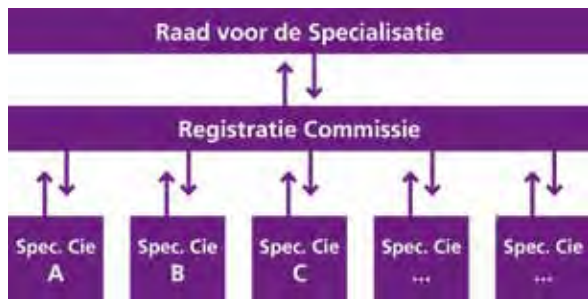 Raad voor de Specialisatie
Registratie Commissie
Spec. Cie
A
Spec. Cie
B
Spec. Cie
C
Spec. Cie
...
Spec. Cie
...